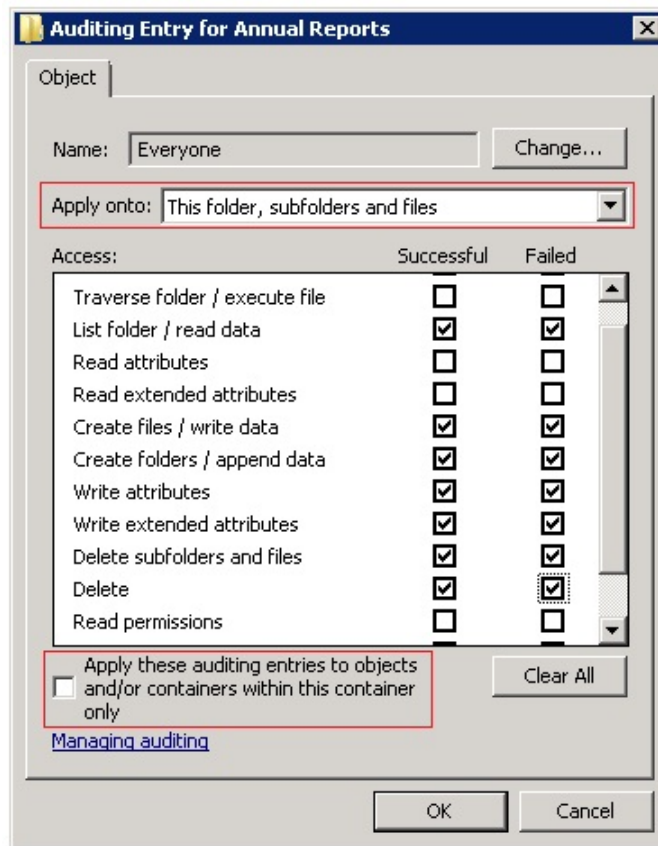 Auditing Entry for Annual Reports
Object
Name: Everyone Change...
Apply onto: This folder, subfolders and files
Access: Successful Failed
Traverse folder / execute file
List folder / read data
Read attributes
Read extended attributes
Create files / write data
Create folders / append data
Write attributes
Write extended attributes
Delete subfolders and files
Delete
Read permissions
Apply these auditing entries to objects
and/or containers within this container
only
Clear All
Managing auditing
OK Cancel